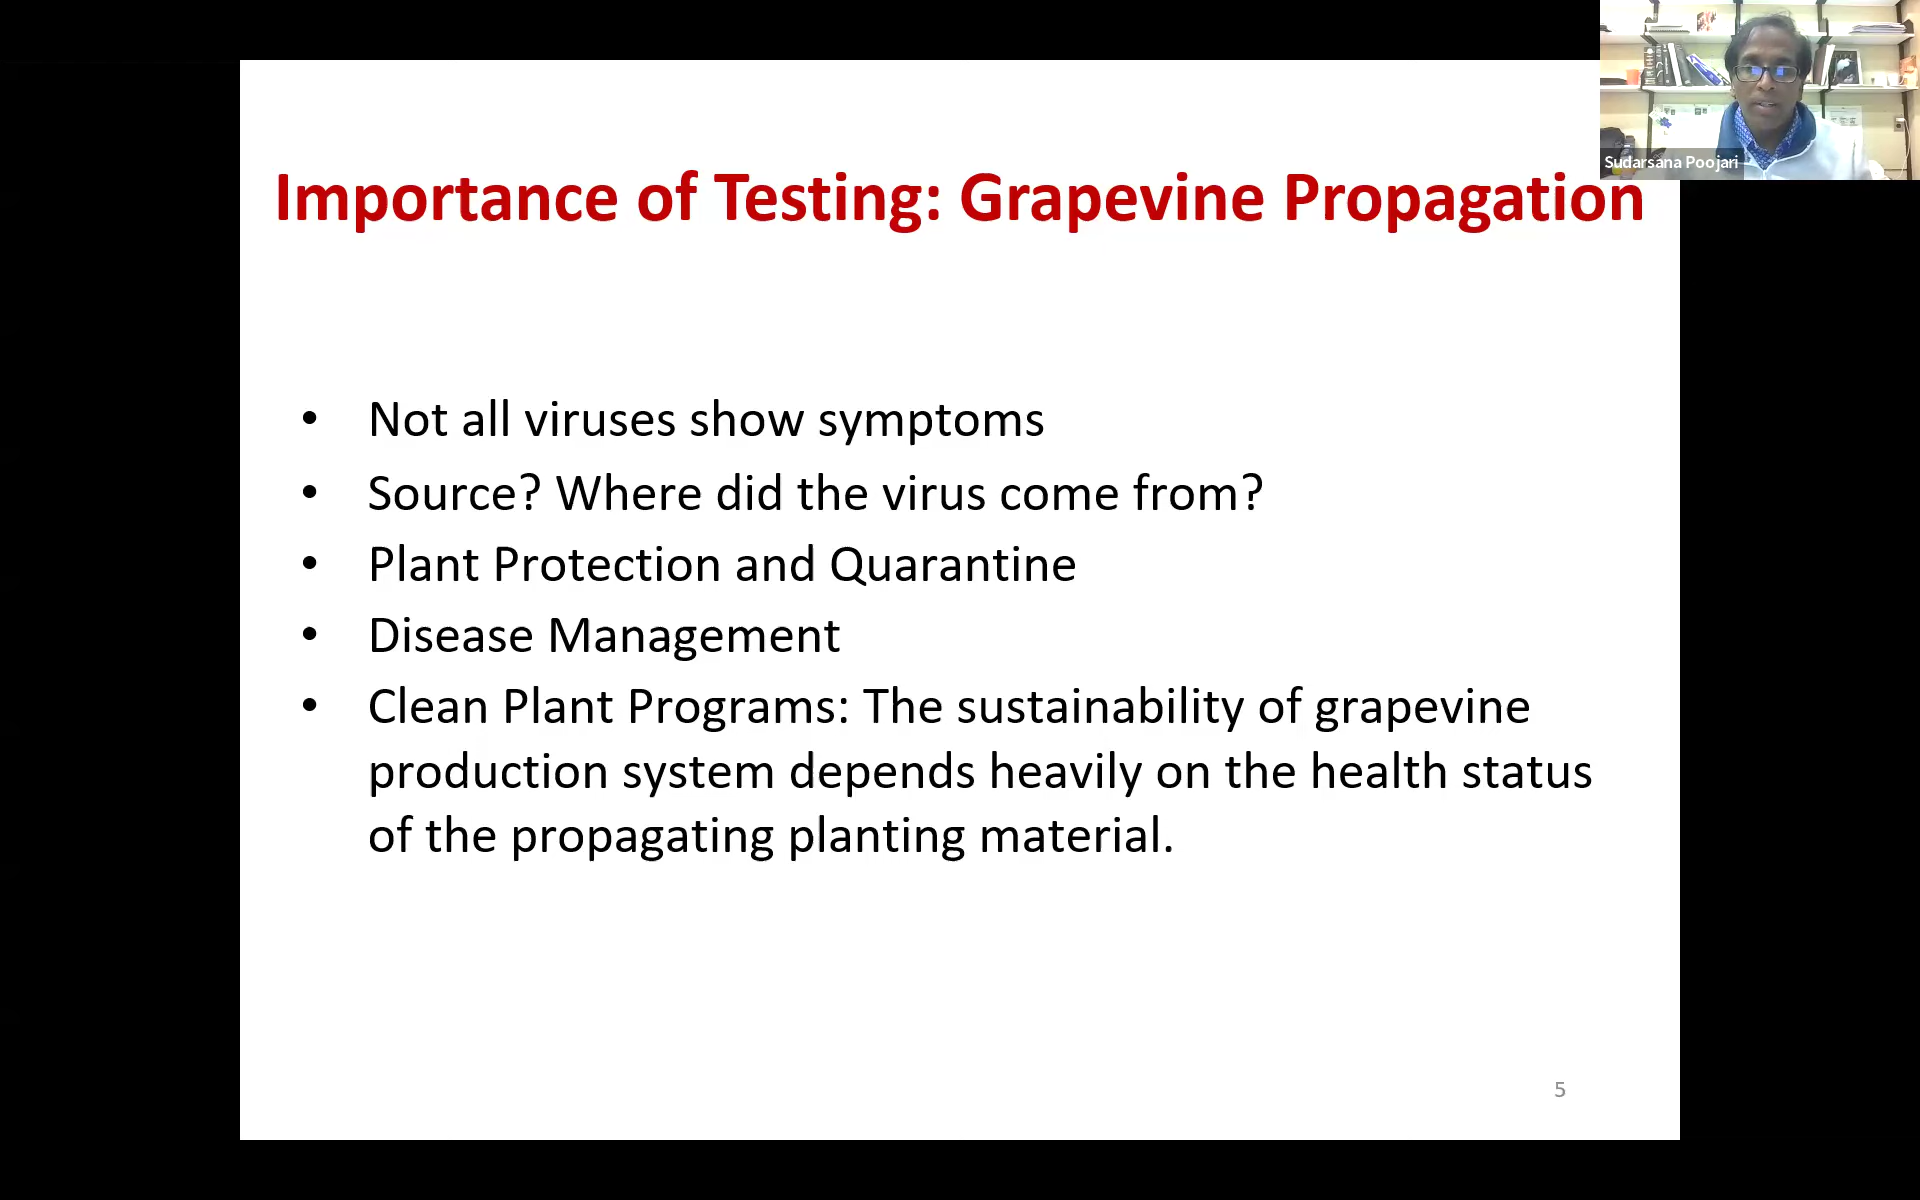 Sudarsana Poojari
Importance of Testing: Grapevine Propagation
• Not all viruses show symptoms
• Source? Where did the virus come from?
• Plant Protection and Quarantine
• Disease Management
• Clean Plant Programs: The sustainability of grapevine
production system depends heavily on the health status
of the propagating planting material.
5